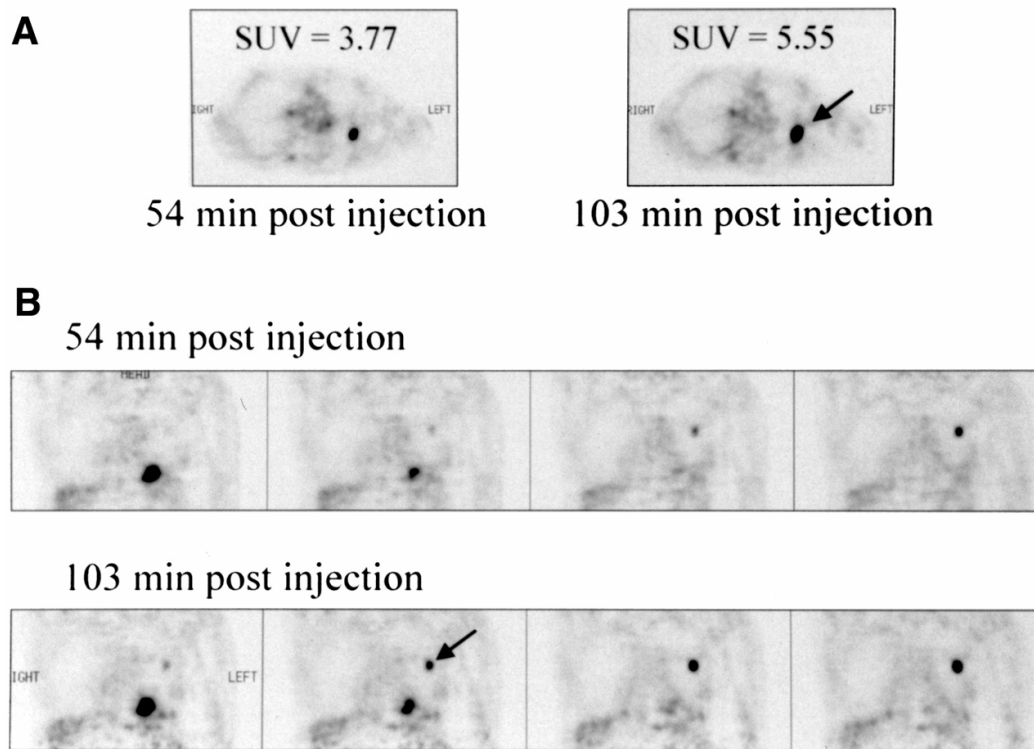 A
SUV = 3.77
SUV = 5.55
IGHT
LEFT
RIGHT
LEFT
54 min post injection
103 min post injection
B
54 min post injection
HEAD
103 min post injection
IGHT
LEFT